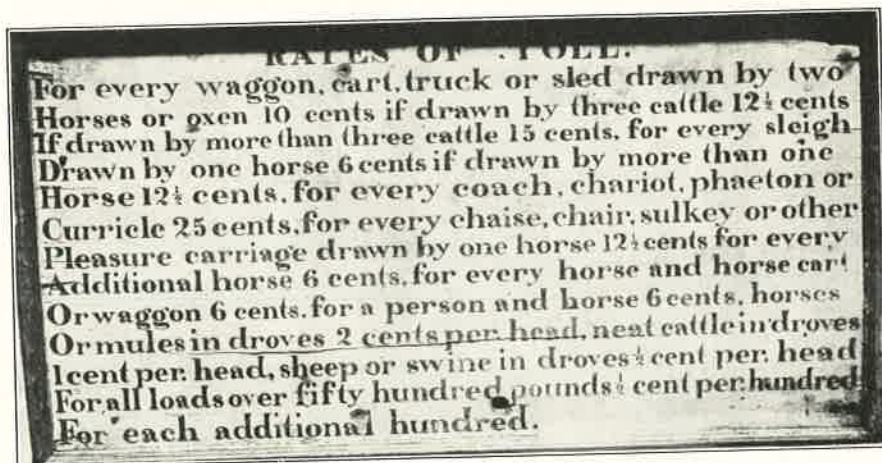 RATES OF TOLL.
For every waggon, cart, truck or sled drawn by two
Horses or oxen 10 cents if drawn by three cattle 12½ cents
If drawn by more than three cattle 15 cents, for every sleigh
Drawn by one horse 6 cents if drawn by more than one
Horse 12½ cents, for every coach, chariot, phaeton or
Curricle 25 cents, for every chaise, chair, sulkey or other
Pleasure carriage drawn by one horse 12½ cents for every
Additional horse 6 cents, for every horse and horse cart
Or waggon 6 cents, for a person and horse 6 cents, horses
Or mules in droves 2 cents per. head, neat cattle in droves
1 cent per. head, sheep or swine in droves ½ cent per. head
For all loads over fifty hundred pounds ½ cent per. hundred
For each additional hundred.